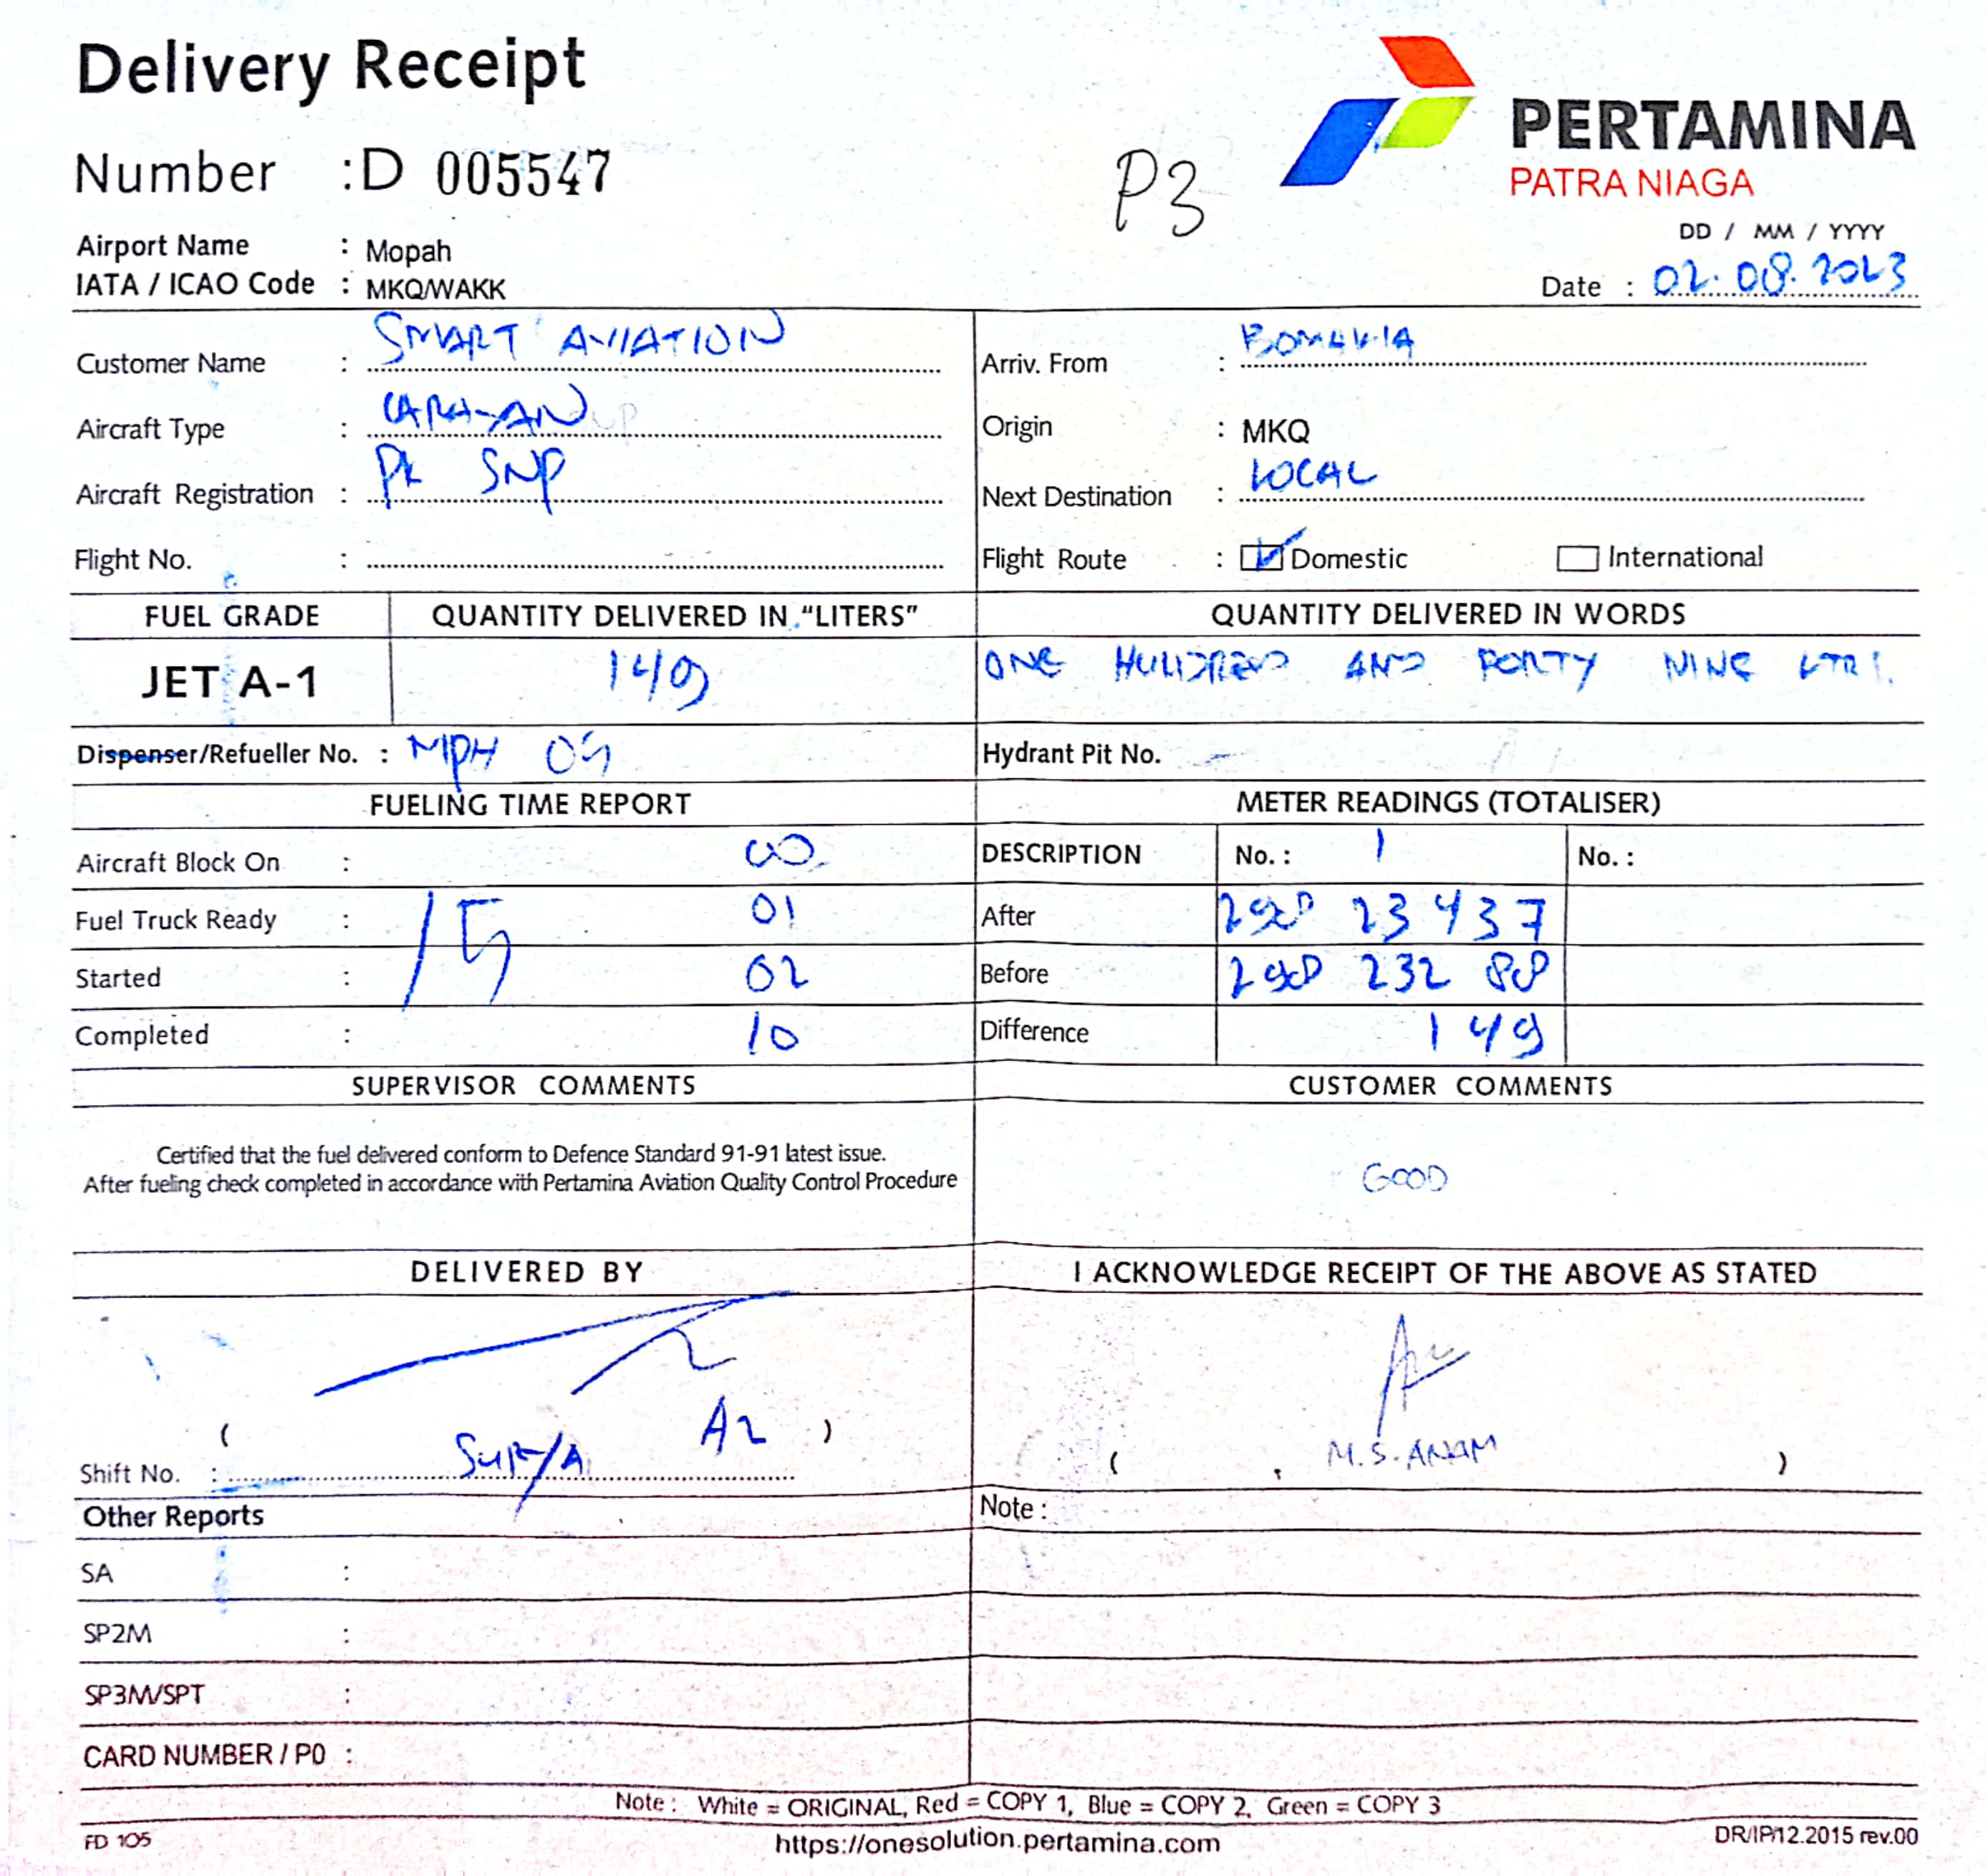 Delivery Receipt
Number : D 005547
P3
PERTAMINA
PATRA NIAGA
Airport Name : Mopah
IATA / ICAO Code : MKQ/WAKK
DD / MM / YYYY
Date : 02.08.2023
Customer Name : SMART AVIATION
Arriv. From :
Aircraft Type : CARAVAN
Origin : MKQ
Aircraft Registration : PK SNP
Next Destination : LOCAL
Flight No. :
Flight Route : Domestic International
FUEL GRADE QUANTITY DELIVERED IN "LITERS" QUANTITY DELIVERED IN WORDS
JET A-1 149 ONE HUNDRED AND FORTY NINE LTRS.
Dispenser/Refueller No. : MPH
Hydrant Pit No. -
FUELING TIME REPORT METER READINGS (TOTALISER)
Aircraft Block On : 00
DESCRIPTION No. : 1 No. :
Fuel Truck Ready : 01
After 23437
15
Started : 02
Before 23288
Completed : 10
Difference 149
SUPERVISOR COMMENTS CUSTOMER COMMENTS
Certified that the fuel delivered conform to Defence Standard 91-91 latest issue.
After fueling check completed in accordance with Pertamina Aviation Quality Control Procedure
GOOD
DELIVERED BY I ACKNOWLEDGE RECEIPT OF THE ABOVE AS STATED
( A2 )
Shift No. : SURYA
( M.S. ANAM )
Other Reports
Note :
SA :
SP2M :
SP3M/SPT :
CARD NUMBER / PO :
Note : White = ORIGINAL, Red = COPY 1, Blue = COPY 2, Green = COPY 3
FD 105
https://onesolution.pertamina.com
DR/IP/12.2015 rev.00